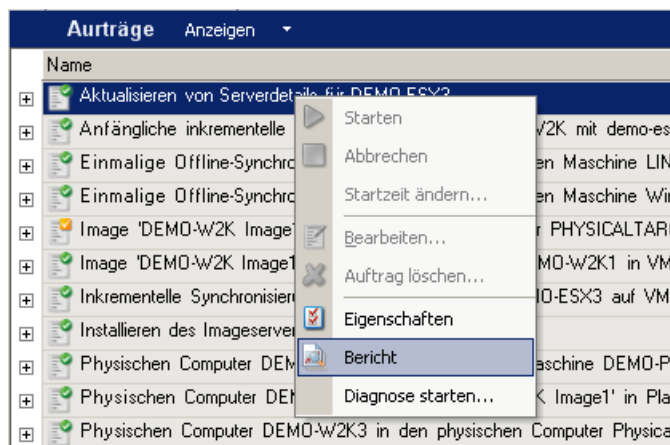 Aurträge Anzeigen
Name
Aktualisieren von Serverdetails für DEMO-ESX3
Starten
Anfängliche inkrementelle /2K mit demo-es
Abbrechen
Einmalige Offline-Synchro en Maschine LIN
Einmalige Offline-Synchro en Maschine Wi
Startzeit ändern...
Image 'DEMO-W2K Image PHYSICALTAR
Bearbeiten...
Image 'DEMO-W2K Image1 MO-W2K1 in VM
Auftrag löschen...
Inkrementelle Synchronisier O-ESX3 auf VM
Eigenschaften
Installieren des Imageserver
Bericht
Physischen Computer DEM aschine DEMO-P
Physischen Computer DEM Image1' in Pla
Diagnose starten...
Physischen Computer DEMO-W2K3 in den physischen Computer Physica